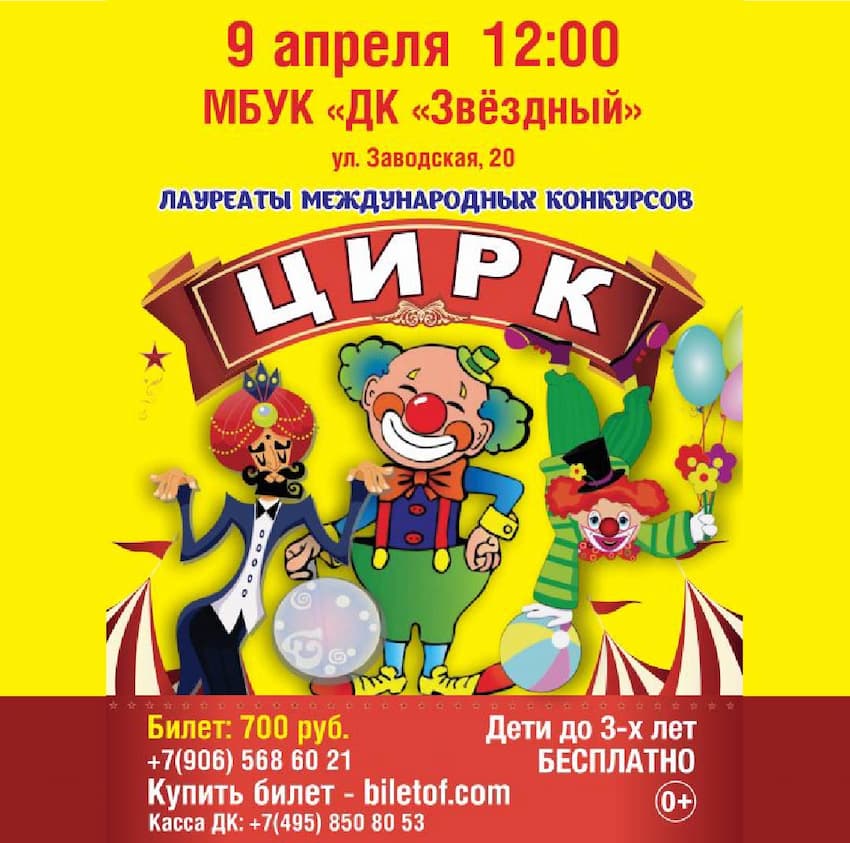 9 апреля 12:00
МБУК «ДК «Звёздный»
ул. Заводская, 20
ЛАУРЕАТЫ МЕЖДУНАРОДНЫХ КОНКУРСОВ
ЦИРК
Билет: 700 руб.
+7(906) 568 60 21
Купить билет - biletof.com
Касса ДК: +7(495) 850 80 53
Дети до 3-х лет
БЕСПЛАТНО
0+